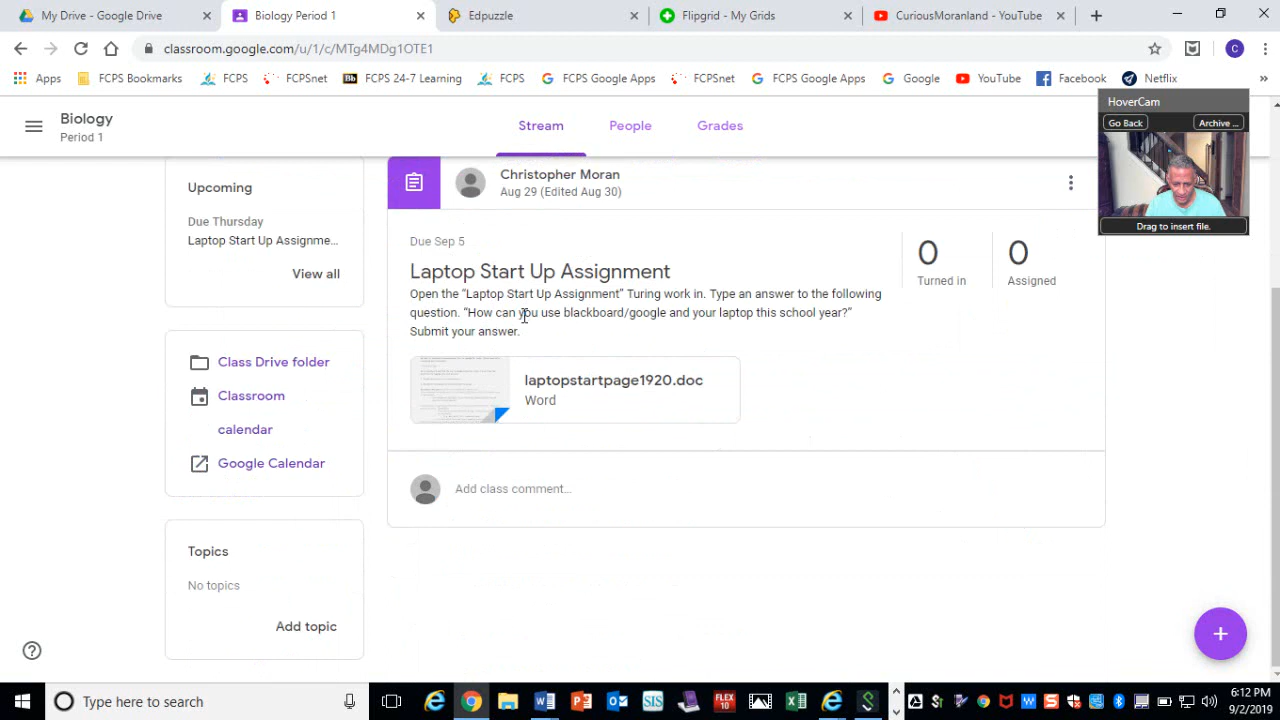 My Drive - Google Drive
Biology Period 1
Edpuzzle
Flipgrid - My Grids
CuriousMoranland - YouTube
classroom.google.com/u/1/c/MTg4MDg1OTE1
C
Apps
FCPS Bookmarks
FCPS
FCPSnet
Bb
FCPS 24-7 Learning
FCPS
FCPS Google Apps
FCPSnet
FCPS Google Apps
Google
YouTube
Facebook
Netflix
HoverCam
Go Back
Archive ...
Drag to insert file.
Biology
Period 1
Stream
People
Grades
Upcoming
Due Thursday
Laptop Start Up Assignme...
View all
Class Drive folder
Classroom
calendar
Google Calendar
Topics
No topics
Add topic
Christopher Moran
Aug 29 (Edited Aug 30)
Due Sep 5
Laptop Start Up Assignment
Open the “Laptop Start Up Assignment” Turing work in. Type an answer to the following
question. “How can you use blackboard/google and your laptop this school year?”
Submit your answer.
0
Turned in
0
Assigned
laptopstartpage1920.doc
Word
Add class comment...
Type here to search
SIS
FLEX
10
6:12 PM
9/2/2019